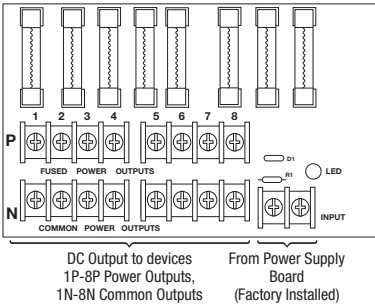 1 2 3 4 5 6 7 8
P
FUSED POWER OUTPUTS
D1
R1
LED
N
INPUT
COMMON POWER OUTPUTS
DC Output to devices
1P-8P Power Outputs,
1N-8N Common Outputs
From Power Supply
Board
(Factory Installed)